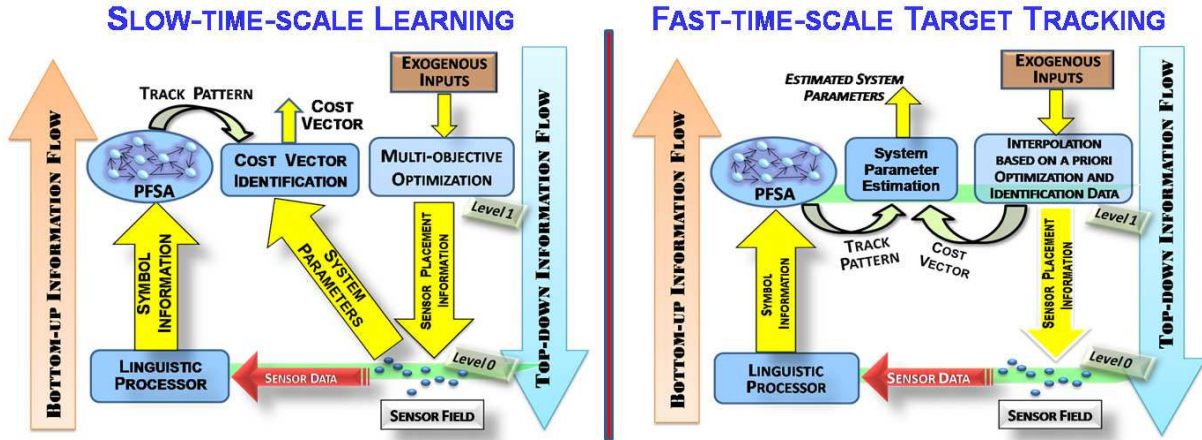 SLOW-TIME-SCALE LEARNING
BOTTOM-UP INFORMATION FLOW
TRACK PATTERN
PFSA
COST
VECTOR
COST VECTOR
IDENTIFICATION
EXOGENOUS
INPUTS
MULTI-OBJECTIVE
OPTIMIZATION
Level 1
SYMBOL
INFORMATION
SYSTEM
PARAMETERS
SENSOR PLACEMENT
INFORMATION
LINGUISTIC
PROCESSOR
SENSOR DATA
Level 0
SENSOR FIELD
TOP-DOWN INFORMATION FLOW
FAST-TIME-SCALE TARGET TRACKING
BOTTOM-UP INFORMATION FLOW
ESTIMATED SYSTEM
PARAMETERS
EXOGENOUS
INPUTS
PFSA
System
Parameter
Estimation
INTERPOLATION
BASED ON A PRIORI
OPTIMIZATION AND
IDENTIFICATION DATA
Level 1
TRACK
PATTERN
COST
VECTOR
SYMBOL
INFORMATION
SENSOR PLACEMENT
INFORMATION
LINGUISTIC
PROCESSOR
SENSOR DATA
Level 0
SENSOR FIELD
TOP-DOWN INFORMATION FLOW